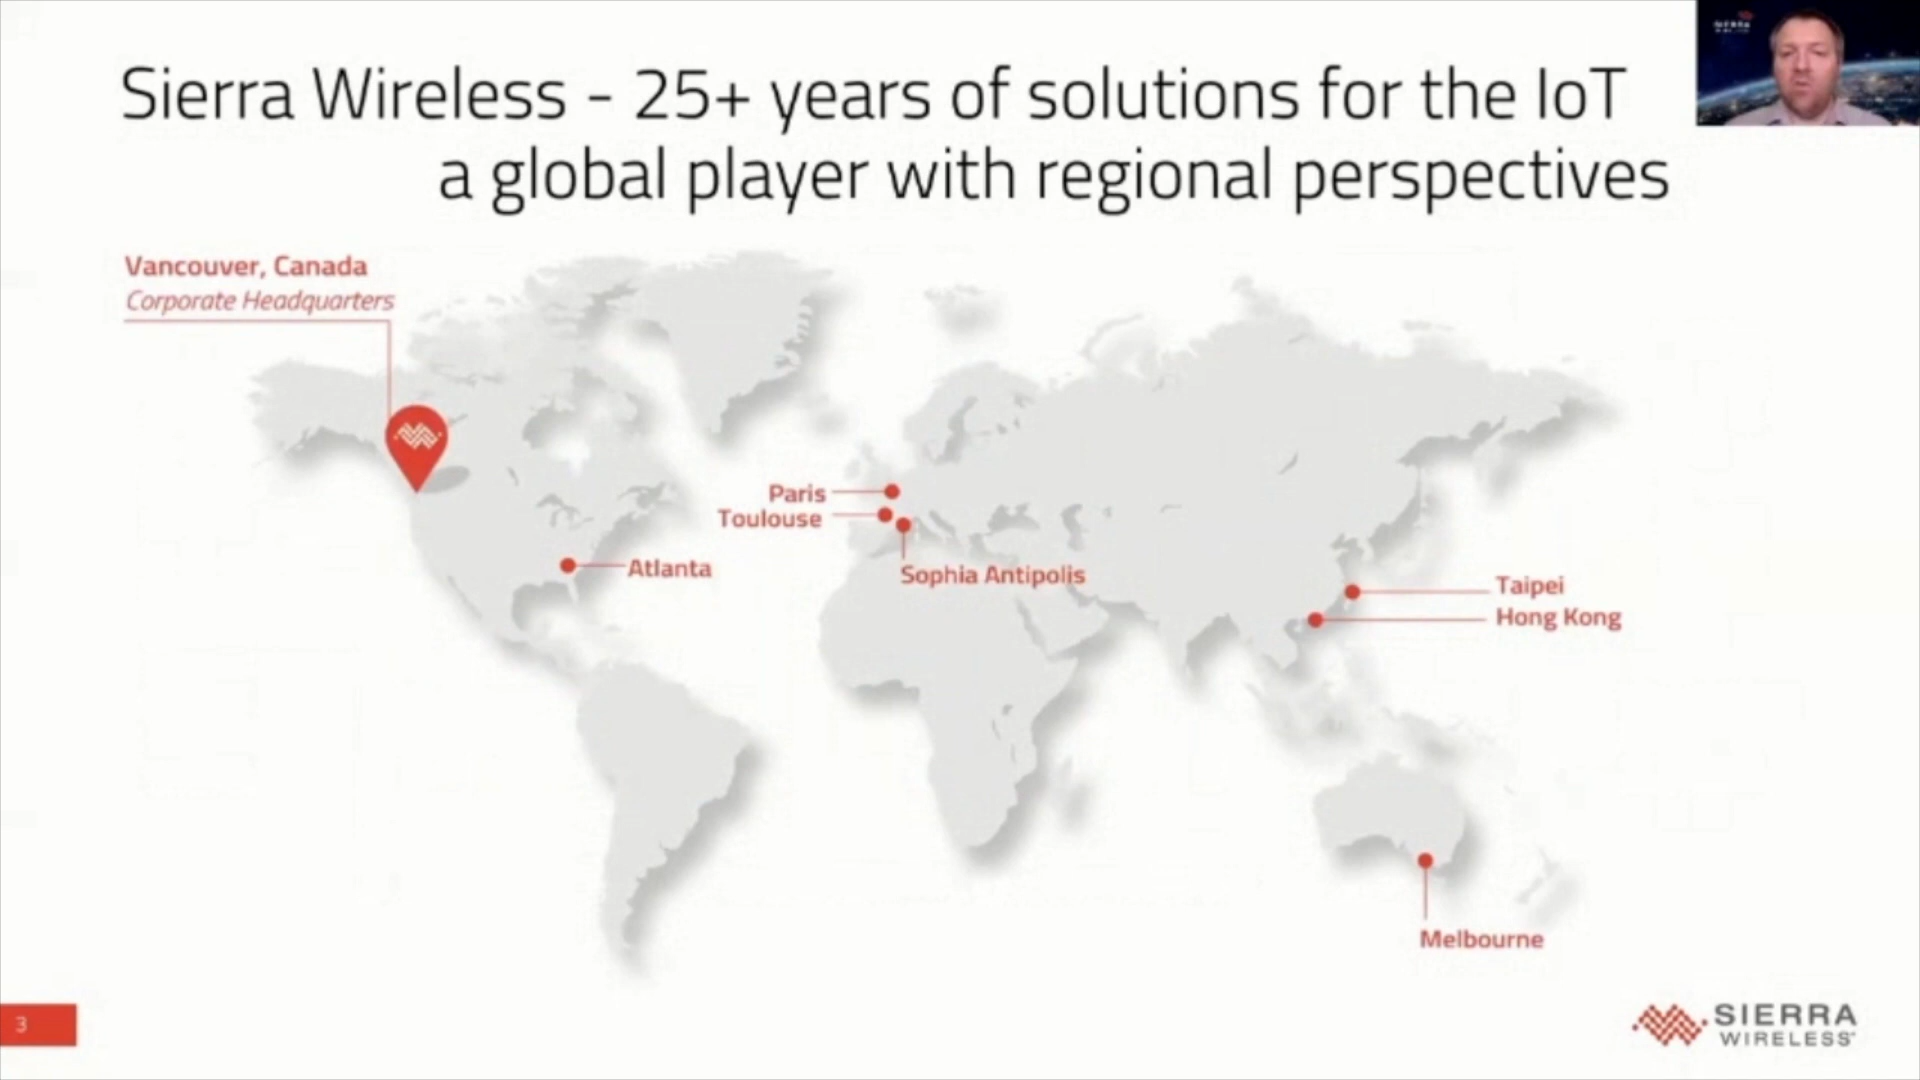 Sierra Wireless - 25+ years of solutions for the IoT
a global player with regional perspectives
SIERRA
Vancouver, Canada
Corporate Headquarters
Paris
Toulouse
Atlanta
Sophia Antipolis
Taipei
Hong Kong
Melbourne
3
SIERRA
WIRELESS